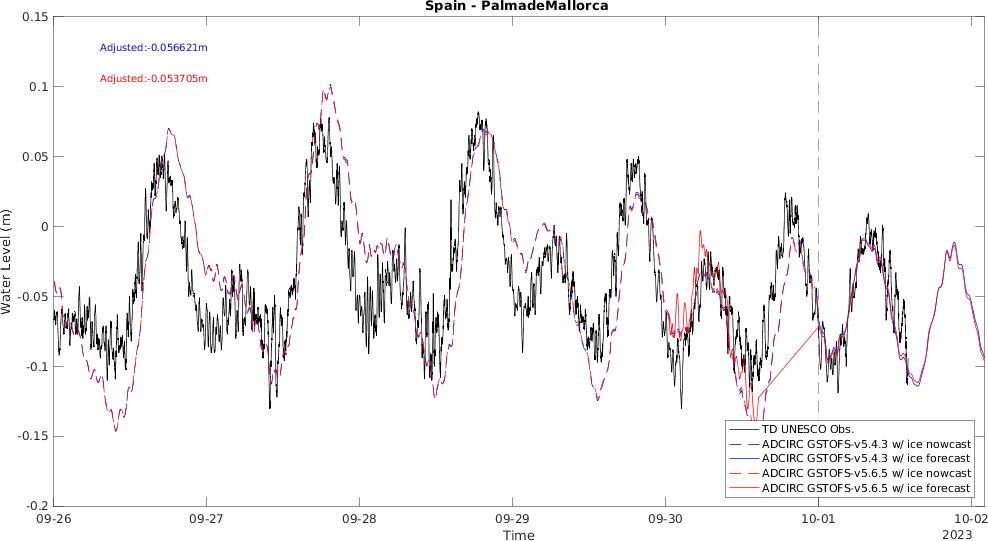 Spain - PalmadeMallorca
0.15
Adjusted:-0.056621m
0.1
Adjusted:-0.053705m
0.05
0
-0.05
-0.1
-0.15
-0.2
Water Level (m)
TD UNESCO Obs.
ADCIRC GSTOFS-v5.4.3 w/ ice nowcast
ADCIRC GSTOFS-v5.4.3 w/ ice forecast
ADCIRC GSTOFS-v5.6.5 w/ ice nowcast
ADCIRC GSTOFS-v5.6.5 w/ ice forecast
09-26 09-27 09-28 09-29 09-30 10-01 10-02
Time
2023